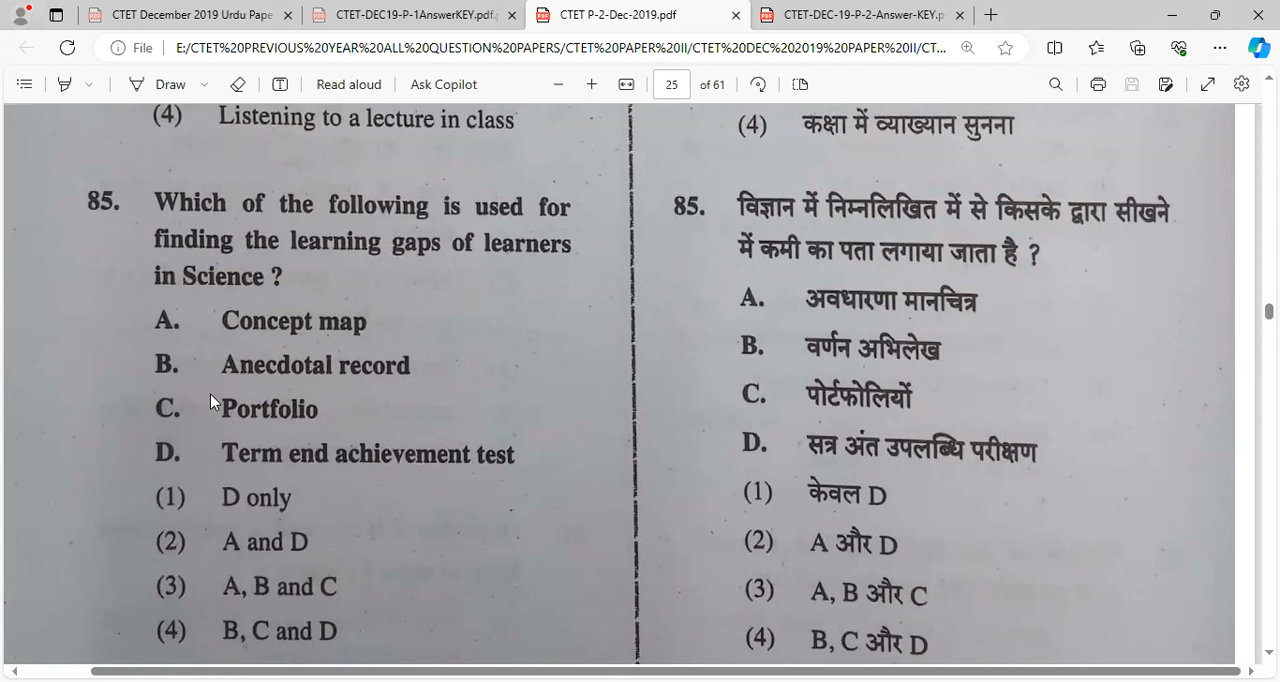 CTET December 2019 Urdu Pape
CTET-DEC19-P-1AnswerKEY.pdf
CTET P-2-Dec-2019.pdf
CTET-DEC-19-P-2-Answer-KEY.p
File
E:/CTET%20PREVIOUS%20YEAR%20ALL%20QUESTION%20PAPERS/CTET%20PAPER%20II/CTET%20DEC%202019%20PAPER%20II/CT...
Draw
Read aloud
Ask Copilot
25 of 61
(4) Listening to a lecture in class
85. Which of the following is used for
finding the learning gaps of learners
in Science ?
A. Concept map
B. Anecdotal record
C. Portfolio
D. Term end achievement test
(1) D only
(2) A and D
(3) A, B and C
(4) B, C and D
(4) कक्षा में व्याख्यान सुनना
85. विज्ञान में निम्नलिखित में से किसके द्वारा सीखने
में कमी का पता लगाया जाता है ?
A. अवधारणा मानचित्र
B. वर्णन अभिलेख
C. पोर्टफोलियों
D. सत्र अंत उपलब्धि परीक्षण
(1) केवल D
(2) A और D
(3) A, B और C
(4) B, C और D